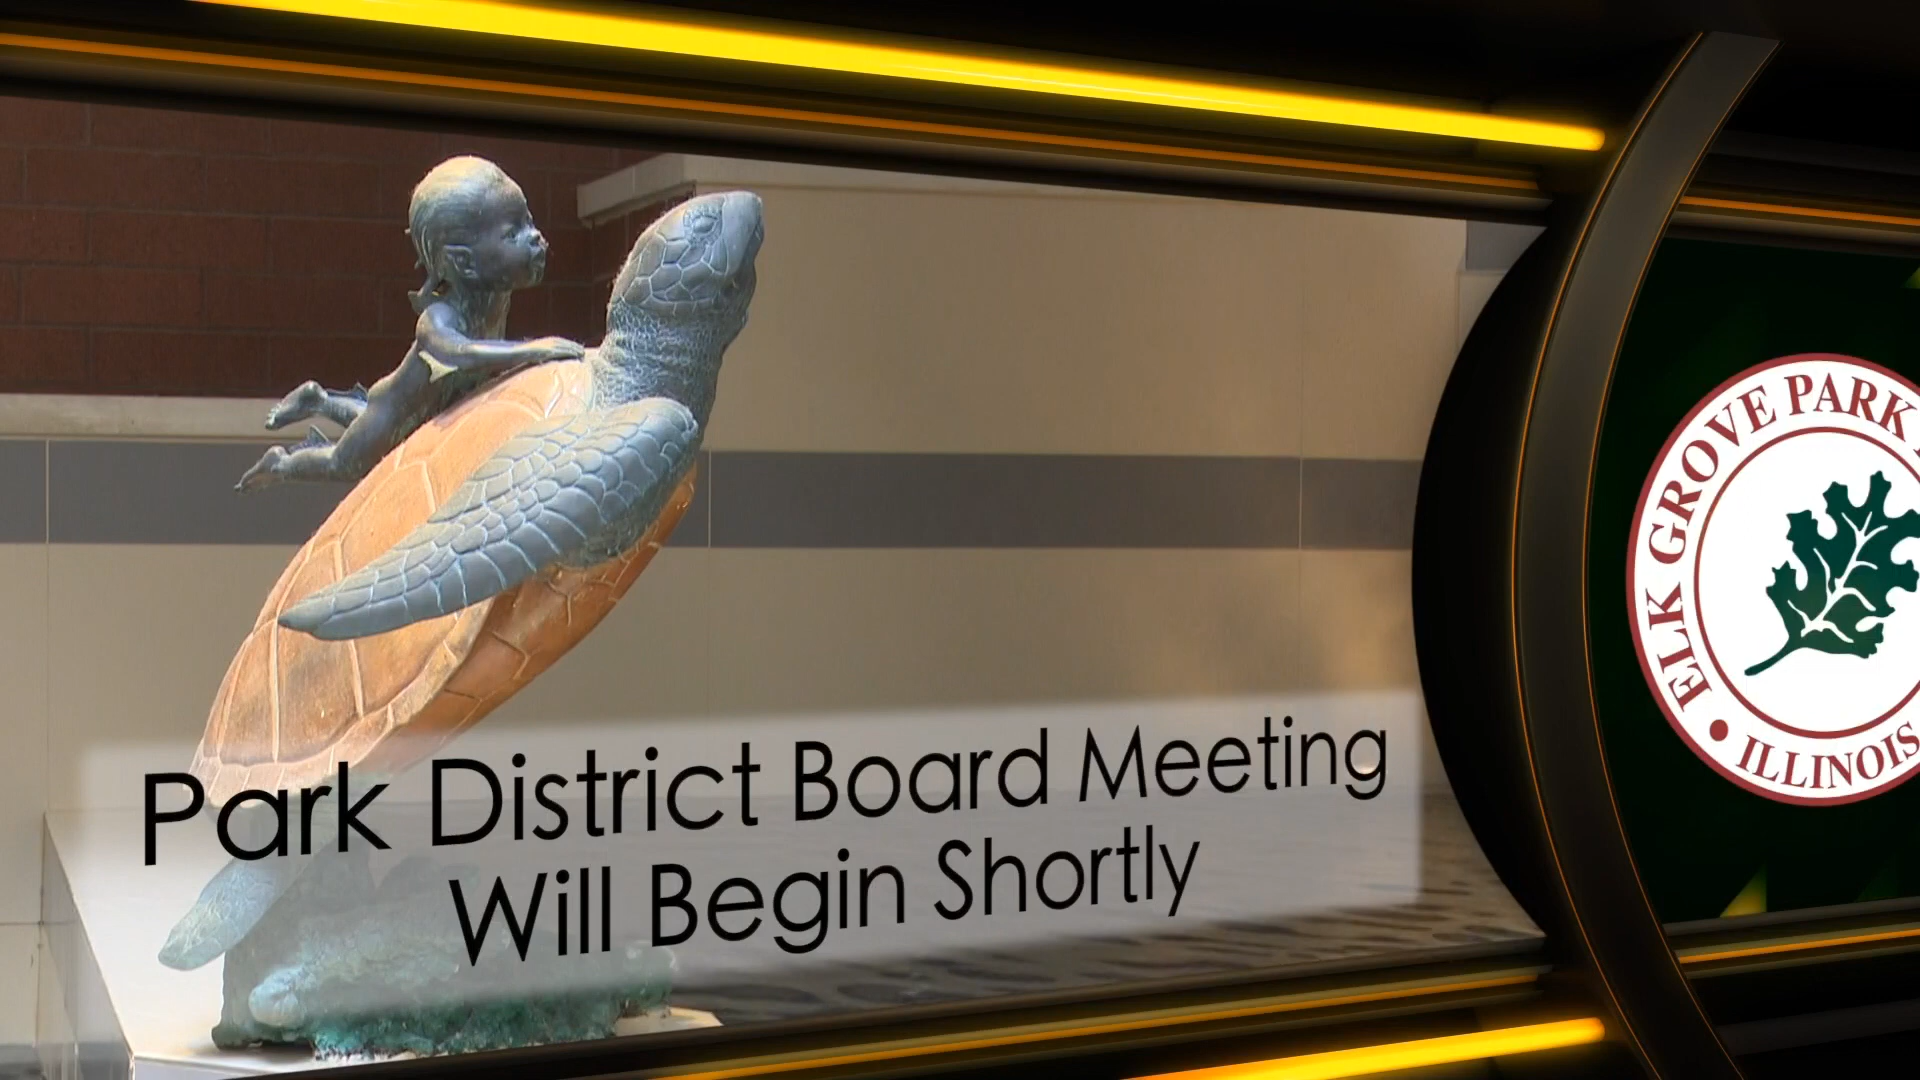 Park District Board Meeting
Will Begin Shortly
ELK GROVE PARK
ILLINOIS